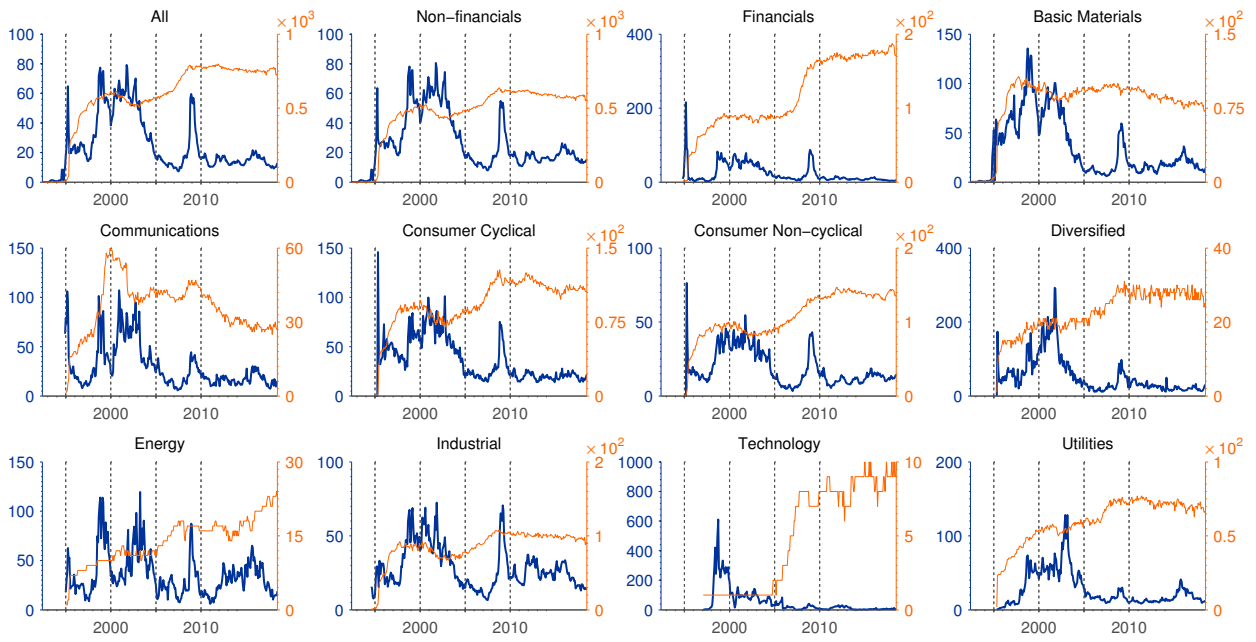 All Non−financials Financials Basic Materials
× 10³ × 10³ × 10² × 10²
100 80 60 40 20 0 1 0.5 0 2000 2010
100 80 60 40 20 0 1 0.5 0 2000 2010
400 300 200 100 0 2 1 0 2000 2010
150 100 50 0 1.5 0.75 0 2000 2010
Communications Consumer Cyclical Consumer Non−cyclical Diversified
× 10² × 10²
150 100 50 0 60 30 0 2000 2010
150 100 50 0 1.5 0.75 0 2000 2010
100 50 0 2 1 0 2000 2010
400 300 200 100 0 40 20 0 2000 2010
Energy Industrial Technology Utilities
× 10² × 10²
150 100 50 0 30 15 0 2000 2010
150 100 50 0 2 1 0 2000 2010
1000 800 600 400 200 0 10 5 0 2000 2010
200 150 100 50 0 1 0.5 0 2000 2010